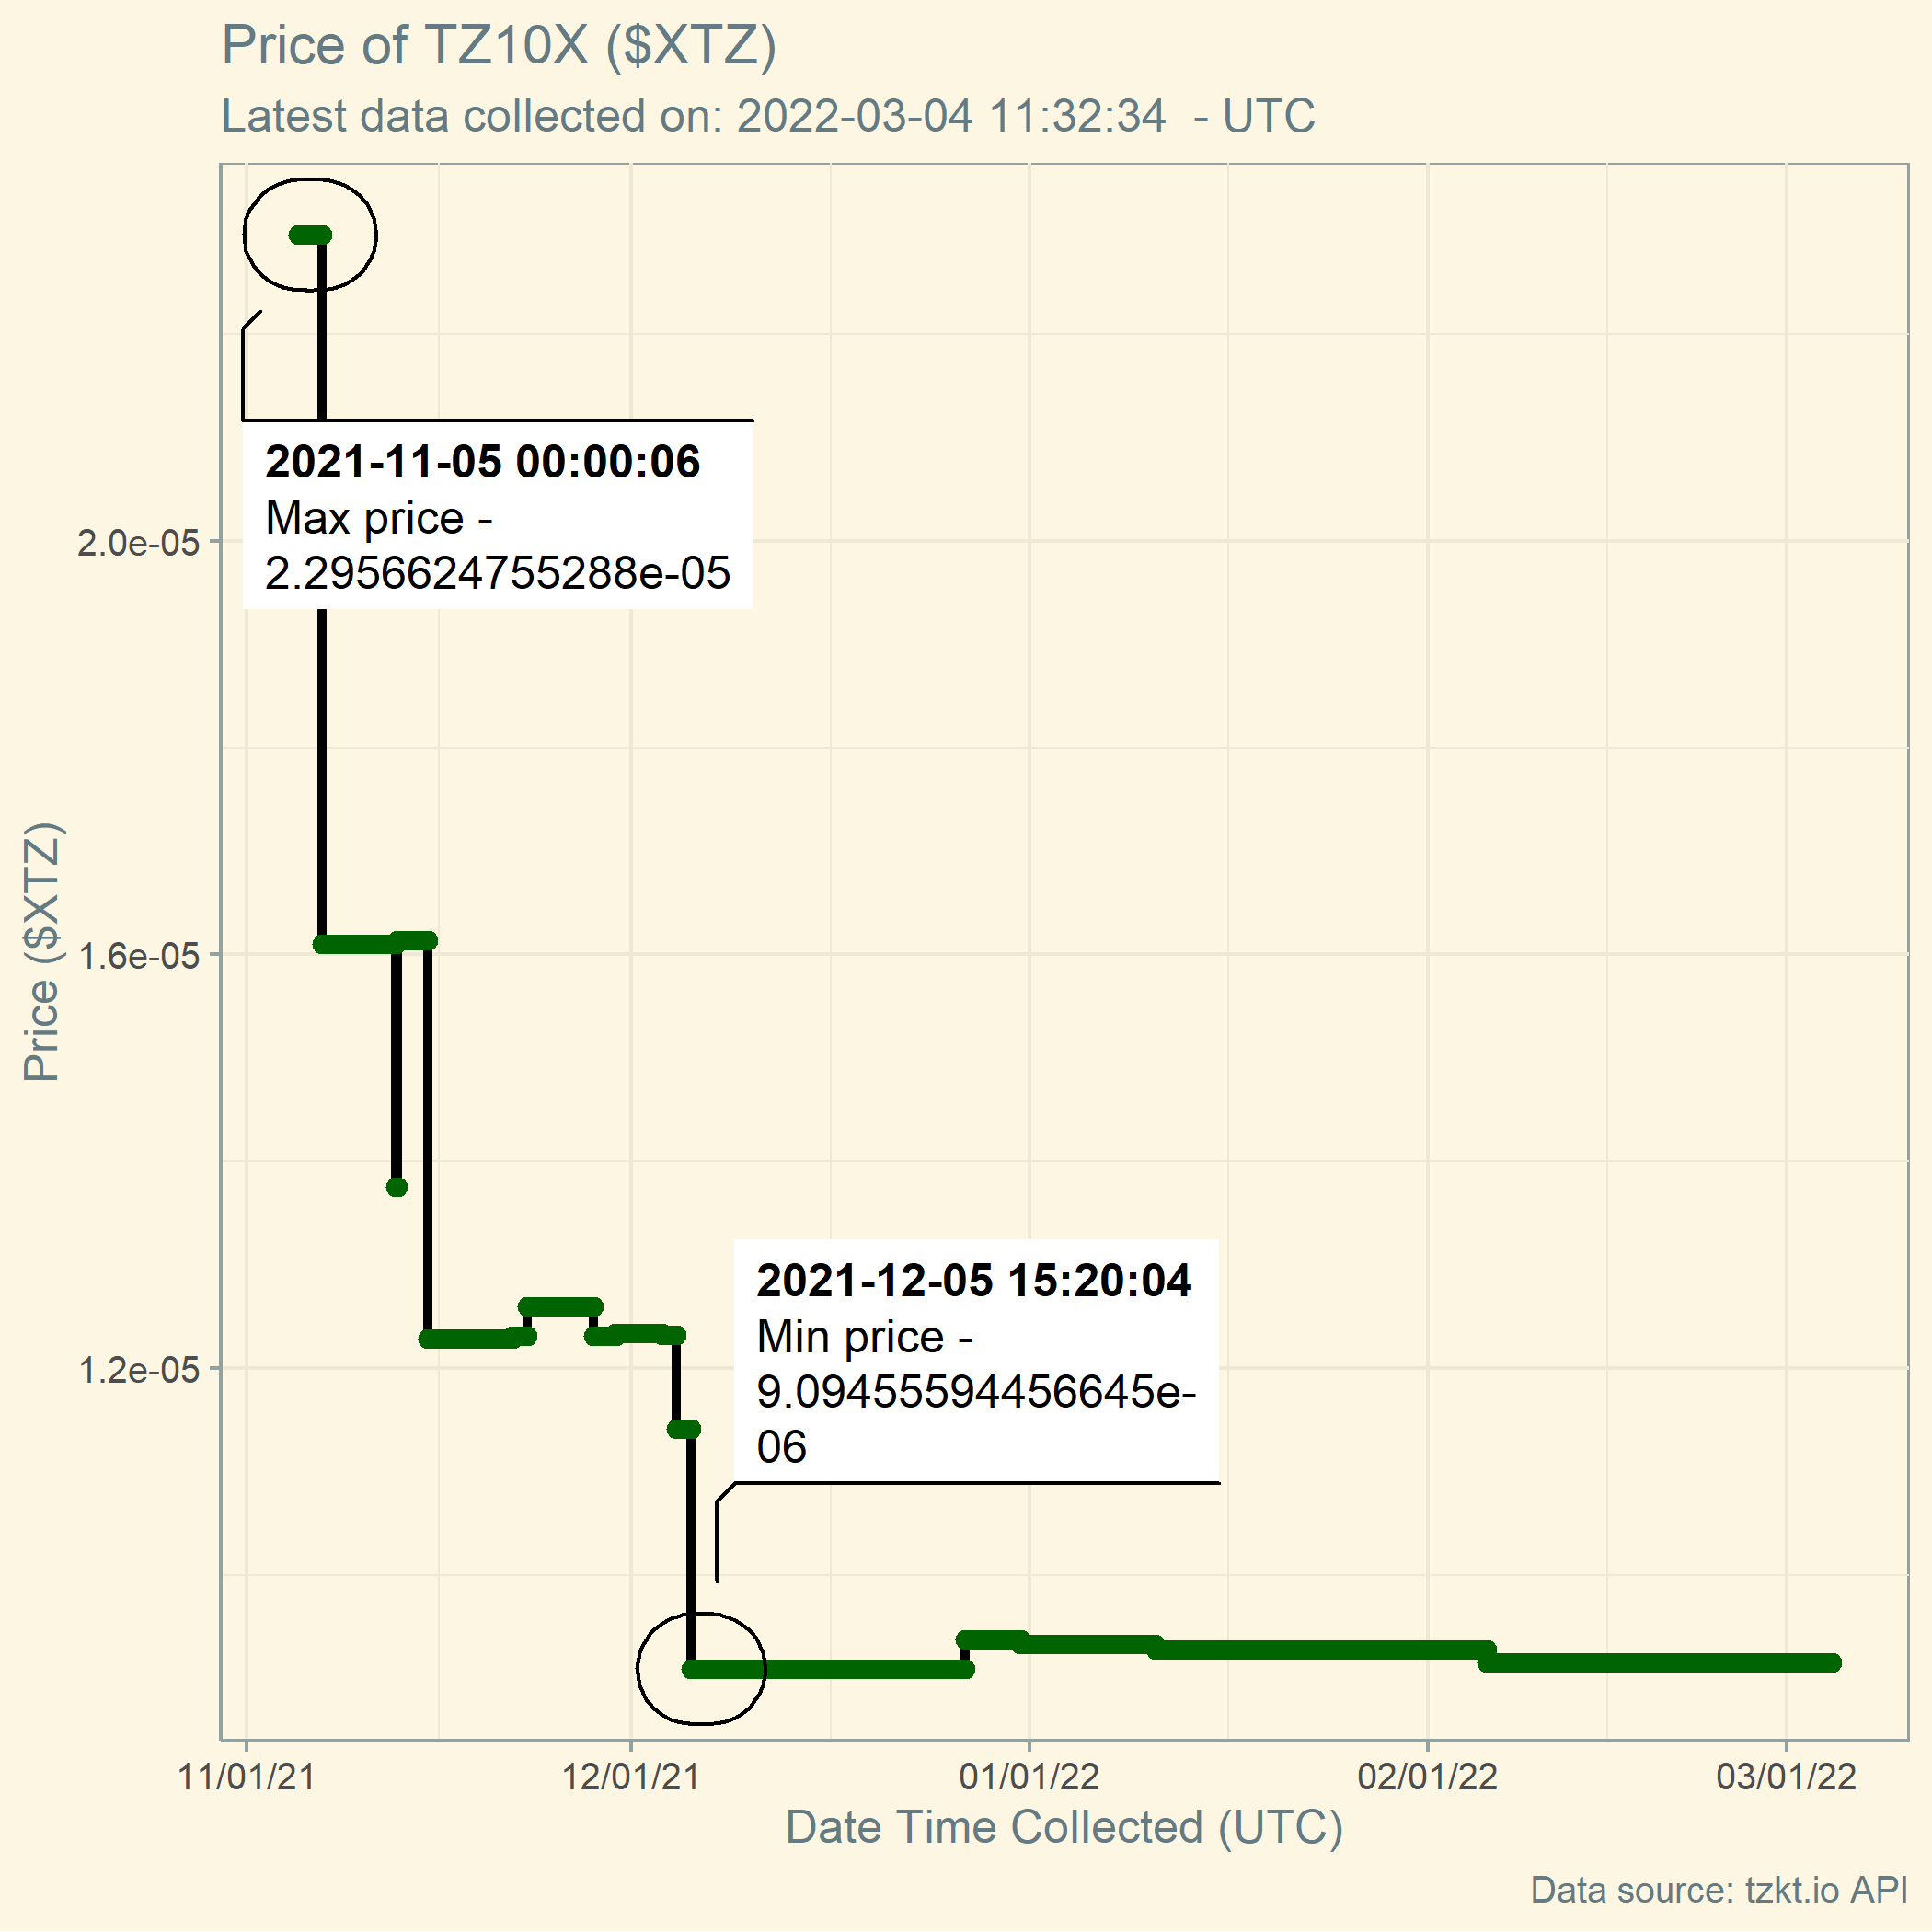 Price of TZ10X ($XTZ)
Latest data collected on: 2022-03-04 11:32:34  - UTC
2021-11-05 00:00:06
Max price -
2.2956624755288e-05
2.0e-05
1.6e-05
1.2e-05
Price ($XTZ)
2021-12-05 15:20:04
Min price -
9.09455594456645e-
06
11/01/21
12/01/21
01/01/22
02/01/22
03/01/22
Date Time Collected (UTC)
Data source: tzkt.io API